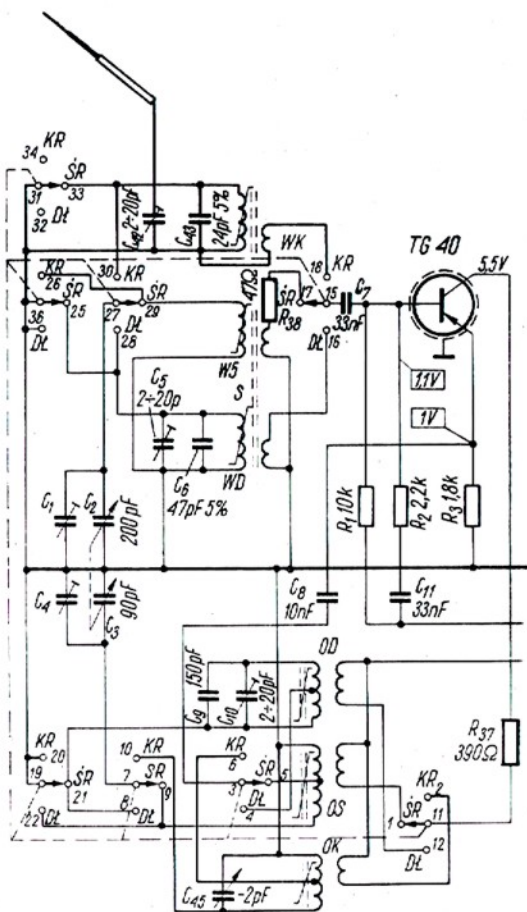 KR
34
ŚR
31
33
32
DŁ
C42 2÷20pF
C43
24pF 5%
30
KR
WK
18
KR
TG 40
5,5V
KR
26
ŚR
25
27
ŚR
29
36
DŁ
28
DŁ
47Ω
R38
ŚR
17
15
C7
33nF
DŁ
16
WS
S
C5
2÷20p
C6
47pF 5%
WD
1,1V
1V
C1
C2
200pF
R1 10k
R2 2,2k
R3 1,8k
C4
90pF
C3
C8
10nF
C11
33nF
OD
150pF
C9
C10
2÷20pF
R37
390Ω
KR
20
19
ŚR
21
22
DŁ
10
KR
7
ŚR
9
8
DŁ
KR
6
3
ŚR
5
DŁ
4
OS
OK
KR
2
ŚR
1
11
DŁ
12
C45
~2pF